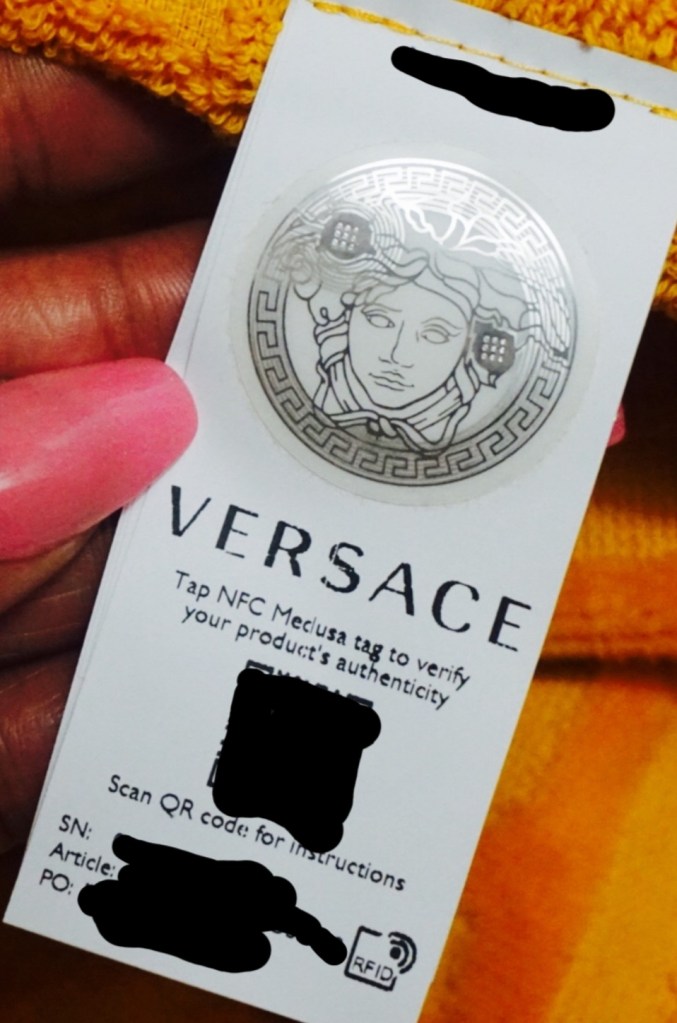 VERSACE
Tap NFC Medusa tag to verify
your product's authenticity
Scan QR code for instructions
SN:
Article:
PO:
RFID